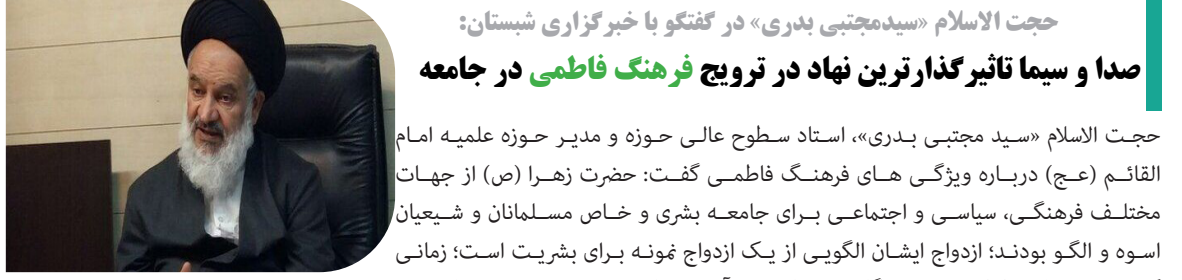 حجت الاسلام «سیدمجتبی بدری» در گفتگو با خبرگزاری شبستان:
صدا و سیما تاثیرگذارترین نهاد در ترویج فرهنگ فاطمی در جامعه
حجت الاسلام «سید مجتبی بدری»، استاد سطوح عالی حوزه و مدیر حوزه علمیه امام
القائم (عج) درباره ویژگی های فرهنگ فاطمی گفت: حضرت زهرا (ص) از جهات
مختلف فرهنگی، سیاسی و اجتماعی برای جامعه بشری و خاص مسلمانان و شیعیان
اسوه و الگو بودند؛ ازدواج ایشان الگویی از یک ازدواج نمونه برای بشریت است؛ زمانی